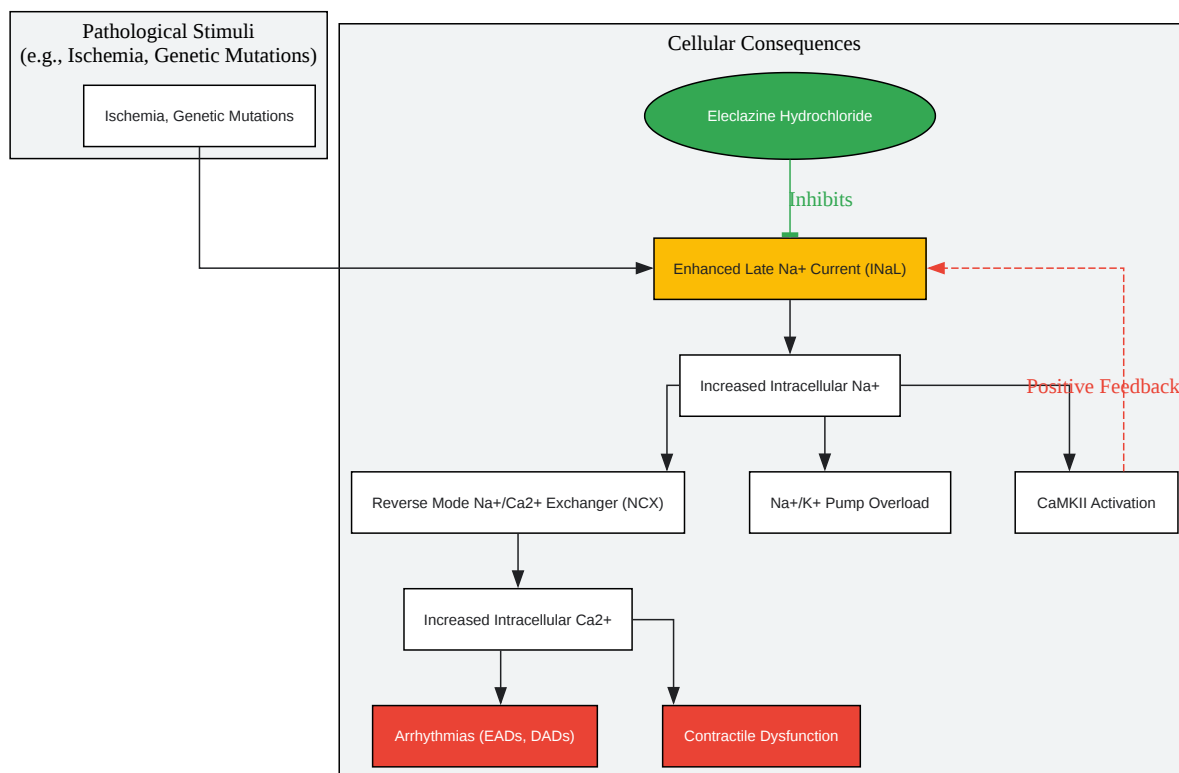 Pathological Stimuli
(e.g., Ischemia, Genetic Mutations)
Ischemia, Genetic Mutations
Cellular Consequences
Eleclazine Hydrochloride
Inhibits
Enhanced Late Na+ Current (INaL)
Increased Intracellular Na+
Positive Feedback
Reverse Mode Na+/Ca2+ Exchanger (NCX)
Na+/K+ Pump Overload
CaMKII Activation
Increased Intracellular Ca2+
Arrhythmias (EADs, DADs)
Contractile Dysfunction